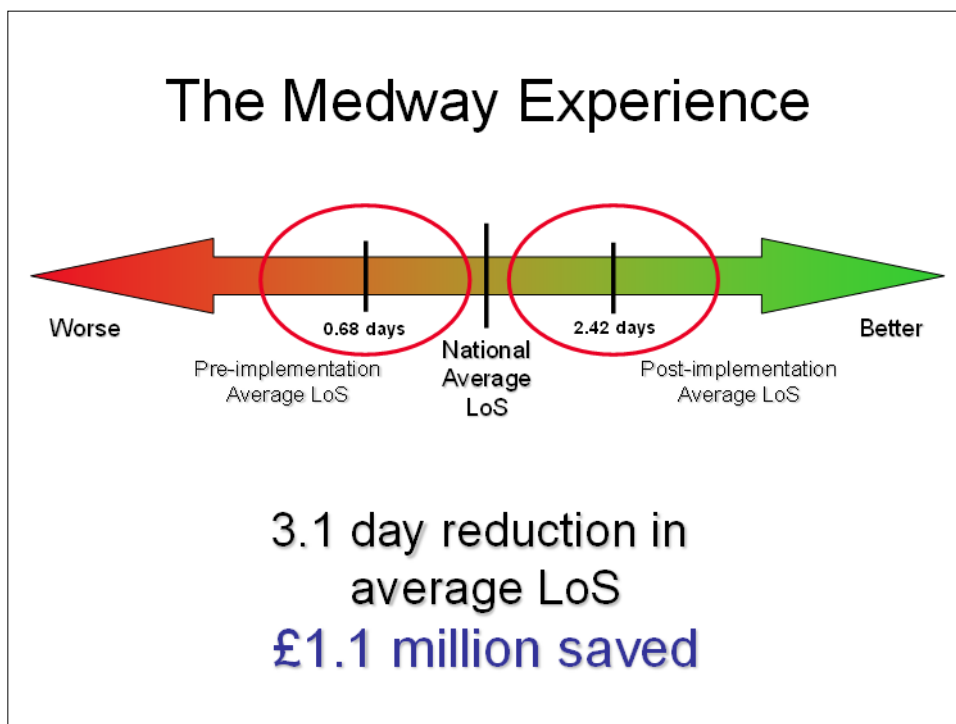 The Medway Experience
Worse
0.68 days
2.42 days
Better
Pre-implementation
Average LoS
National
Average
LoS
Post-implementation
Average LoS
3.1 day reduction in
average LoS
£1.1 million saved